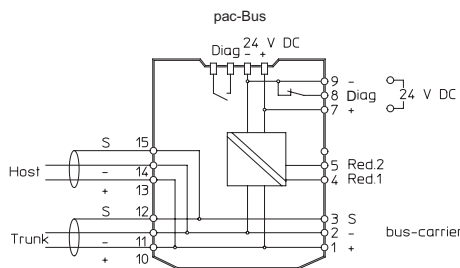 pac-Bus
Diag 24 V DC
- +
9 -
8 Diag 24 V DC
7 +
S 15
Host - 14
+ 13
5 Red.2
4 Red.1
S 12
3 S
Trunk - 11
2 - bus-carrier
+ 10
1 +